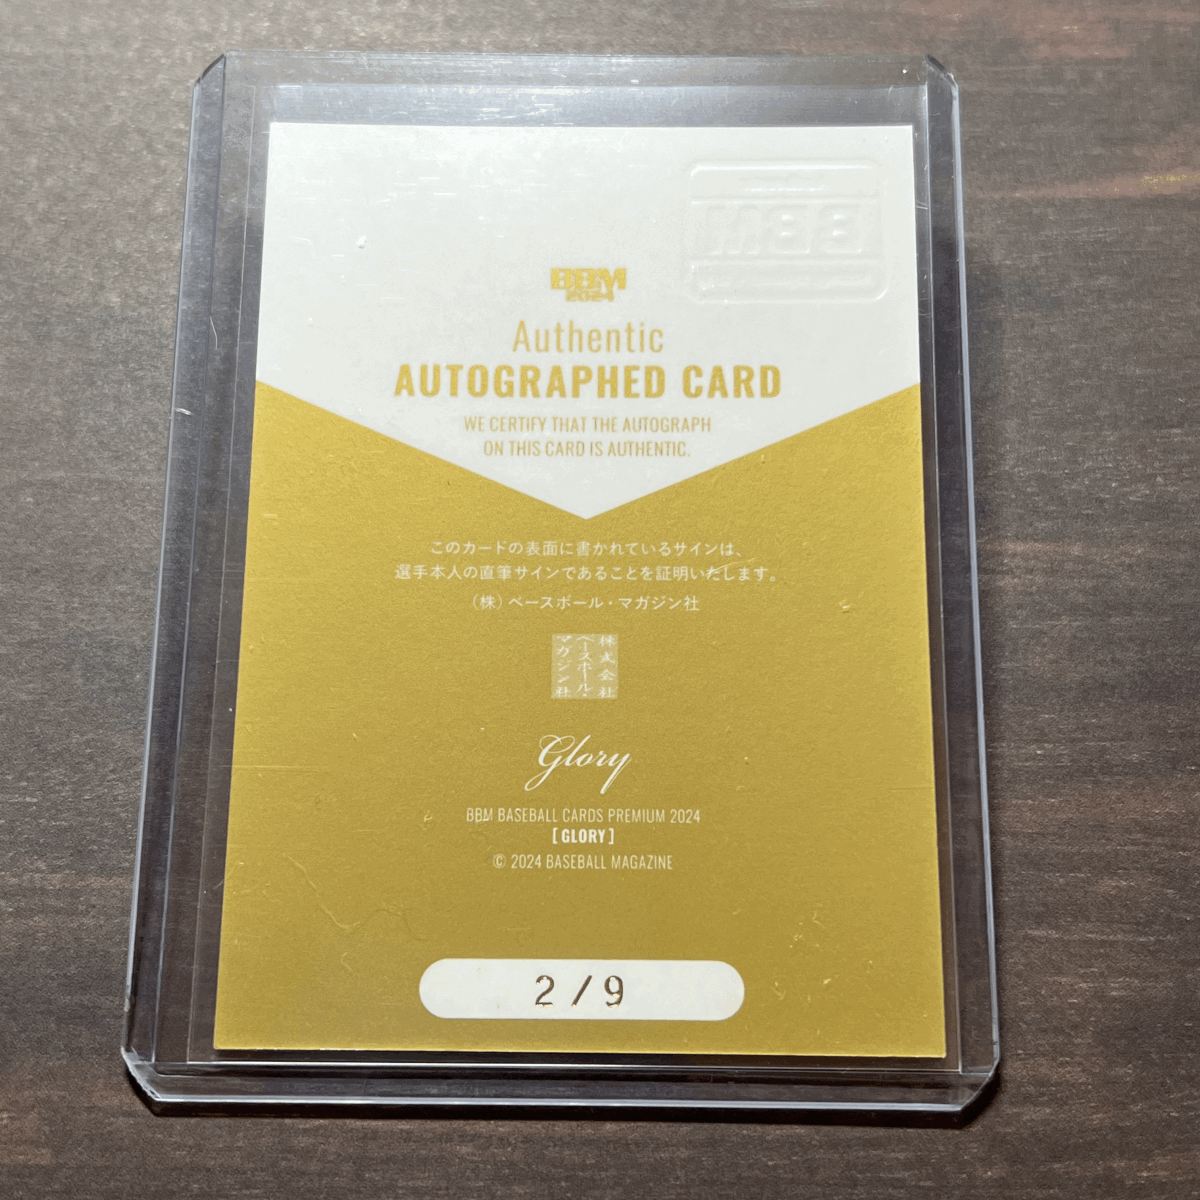 BBM
BBM
2024
Authentic
AUTOGRAPHED CARD
WE CERTIFY THAT THE AUTOGRAPH
ON THIS CARD IS AUTHENTIC.
このカードの表面に書かれているサインは、
選手本人の直筆サインであることを証明いたします。
（株）ベースボール・マガジン社
株式会社
ベースボール・
マガジン社
Glory
BBM BASEBALL CARDS PREMIUM 2024
[ GLORY ]
© 2024 BASEBALL MAGAZINE
2/9